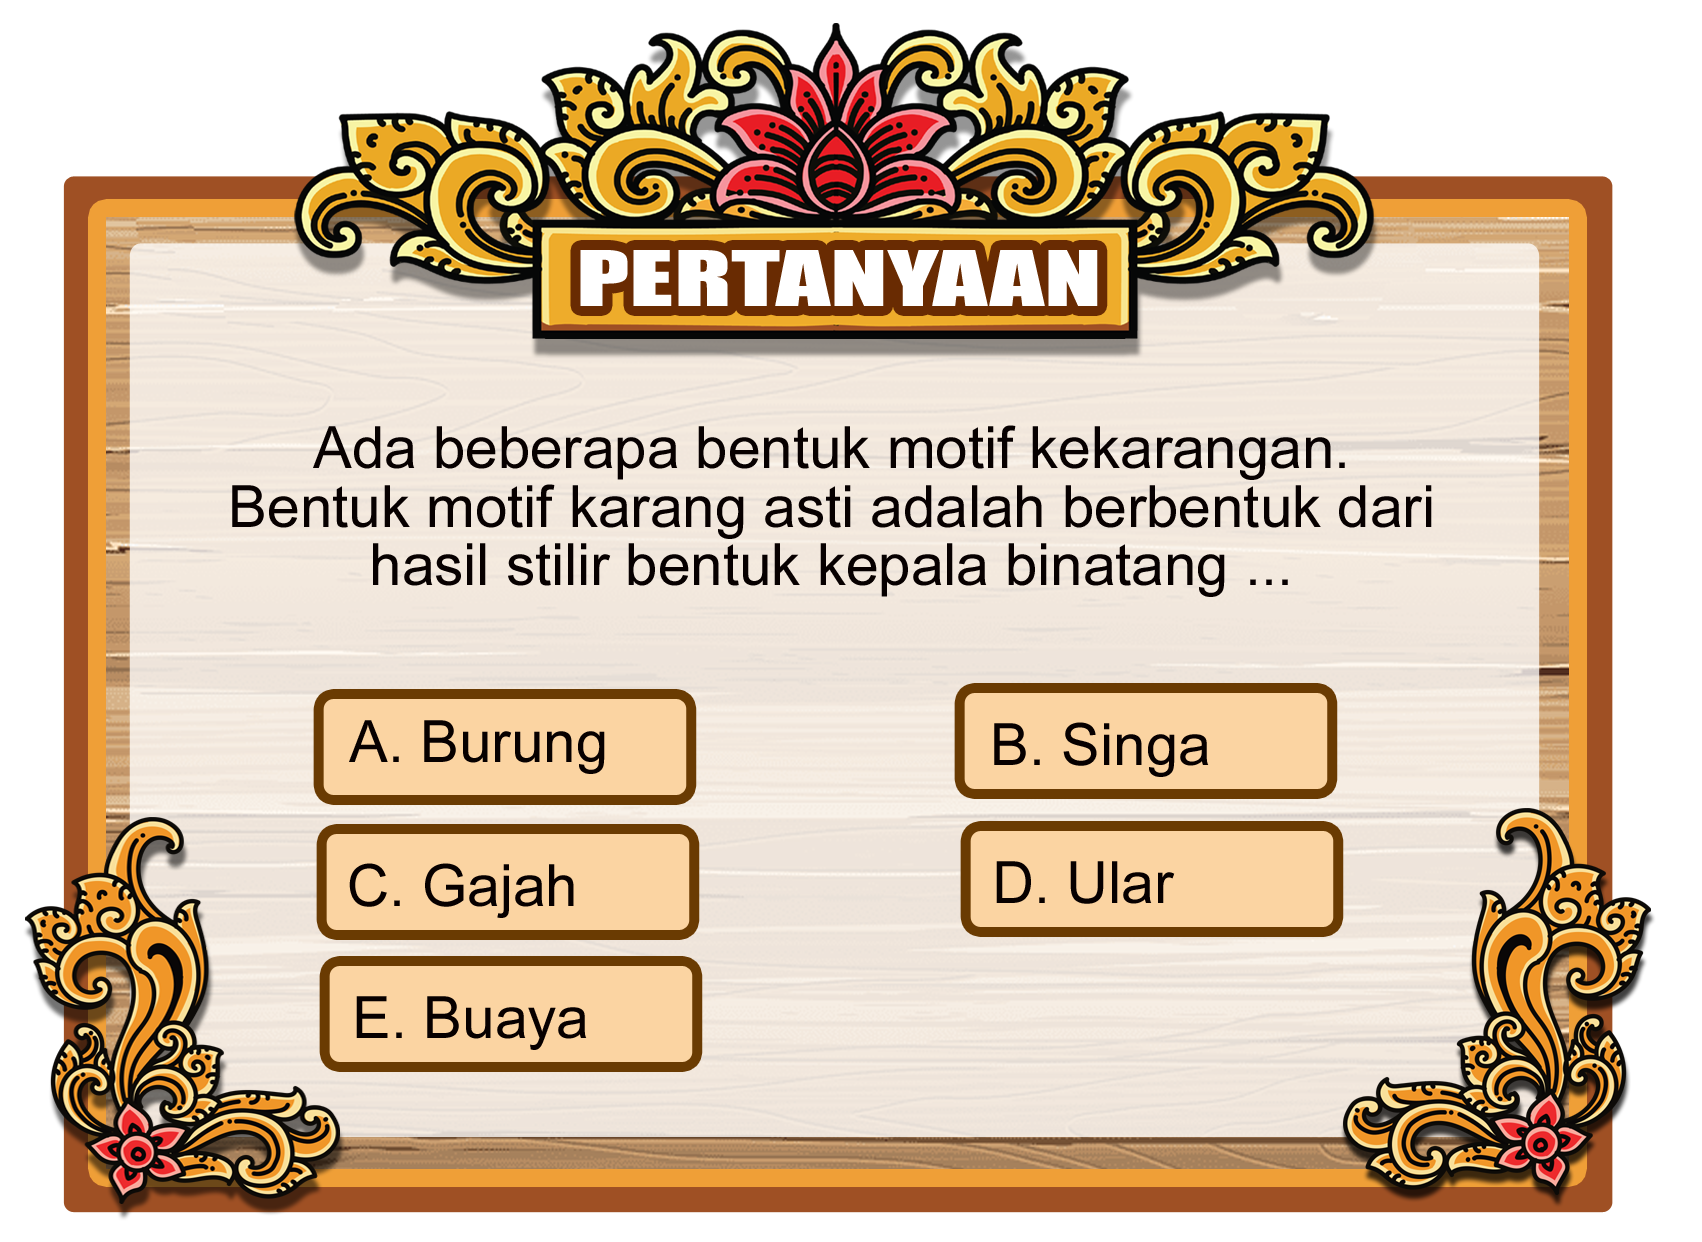 PERTANYAAN
Ada beberapa bentuk motif kekarangan.
Bentuk motif karang asti adalah berbentuk dari
hasil stilir bentuk kepala binatang ...
A. Burung
B. Singa
C. Gajah
D. Ular
E. Buaya